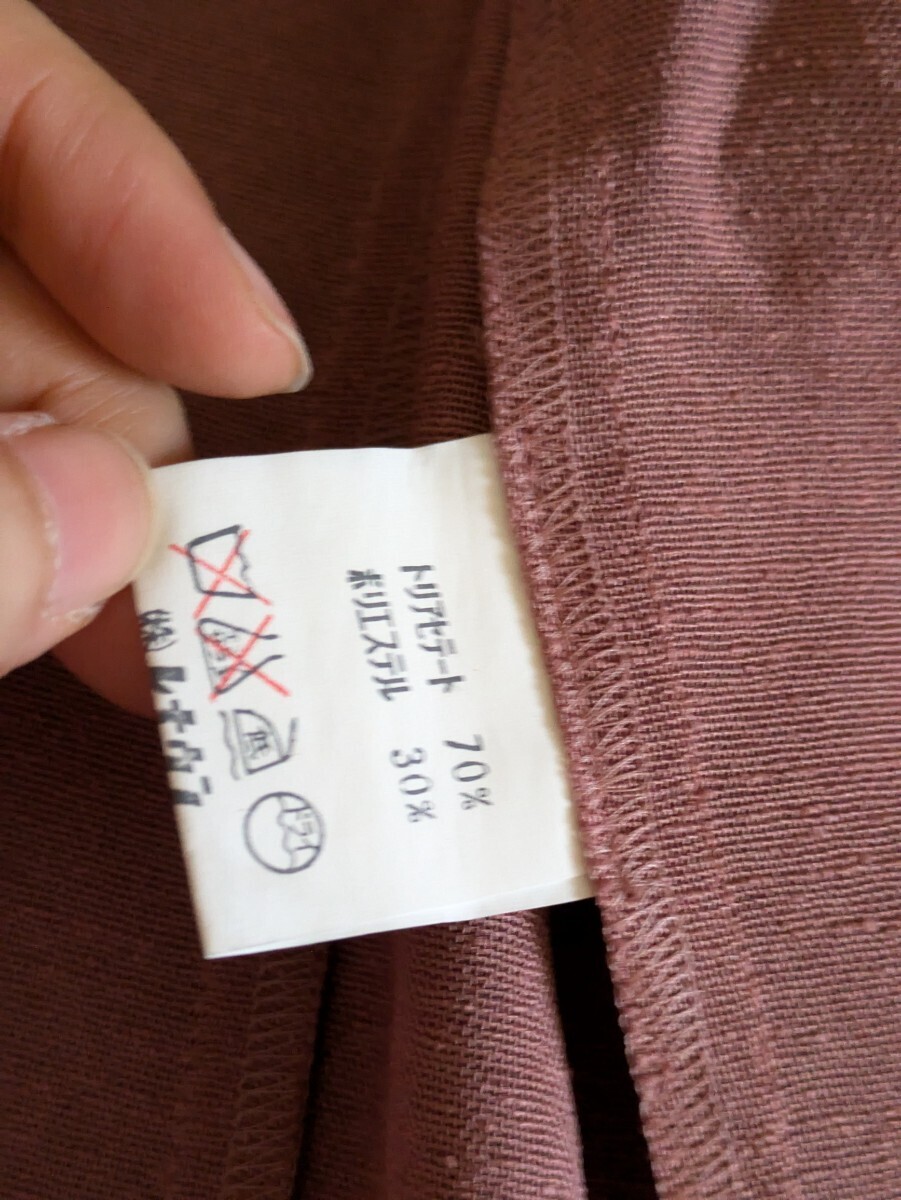 トリアセテート 70%
ポリエステル 30%
低
ドライ